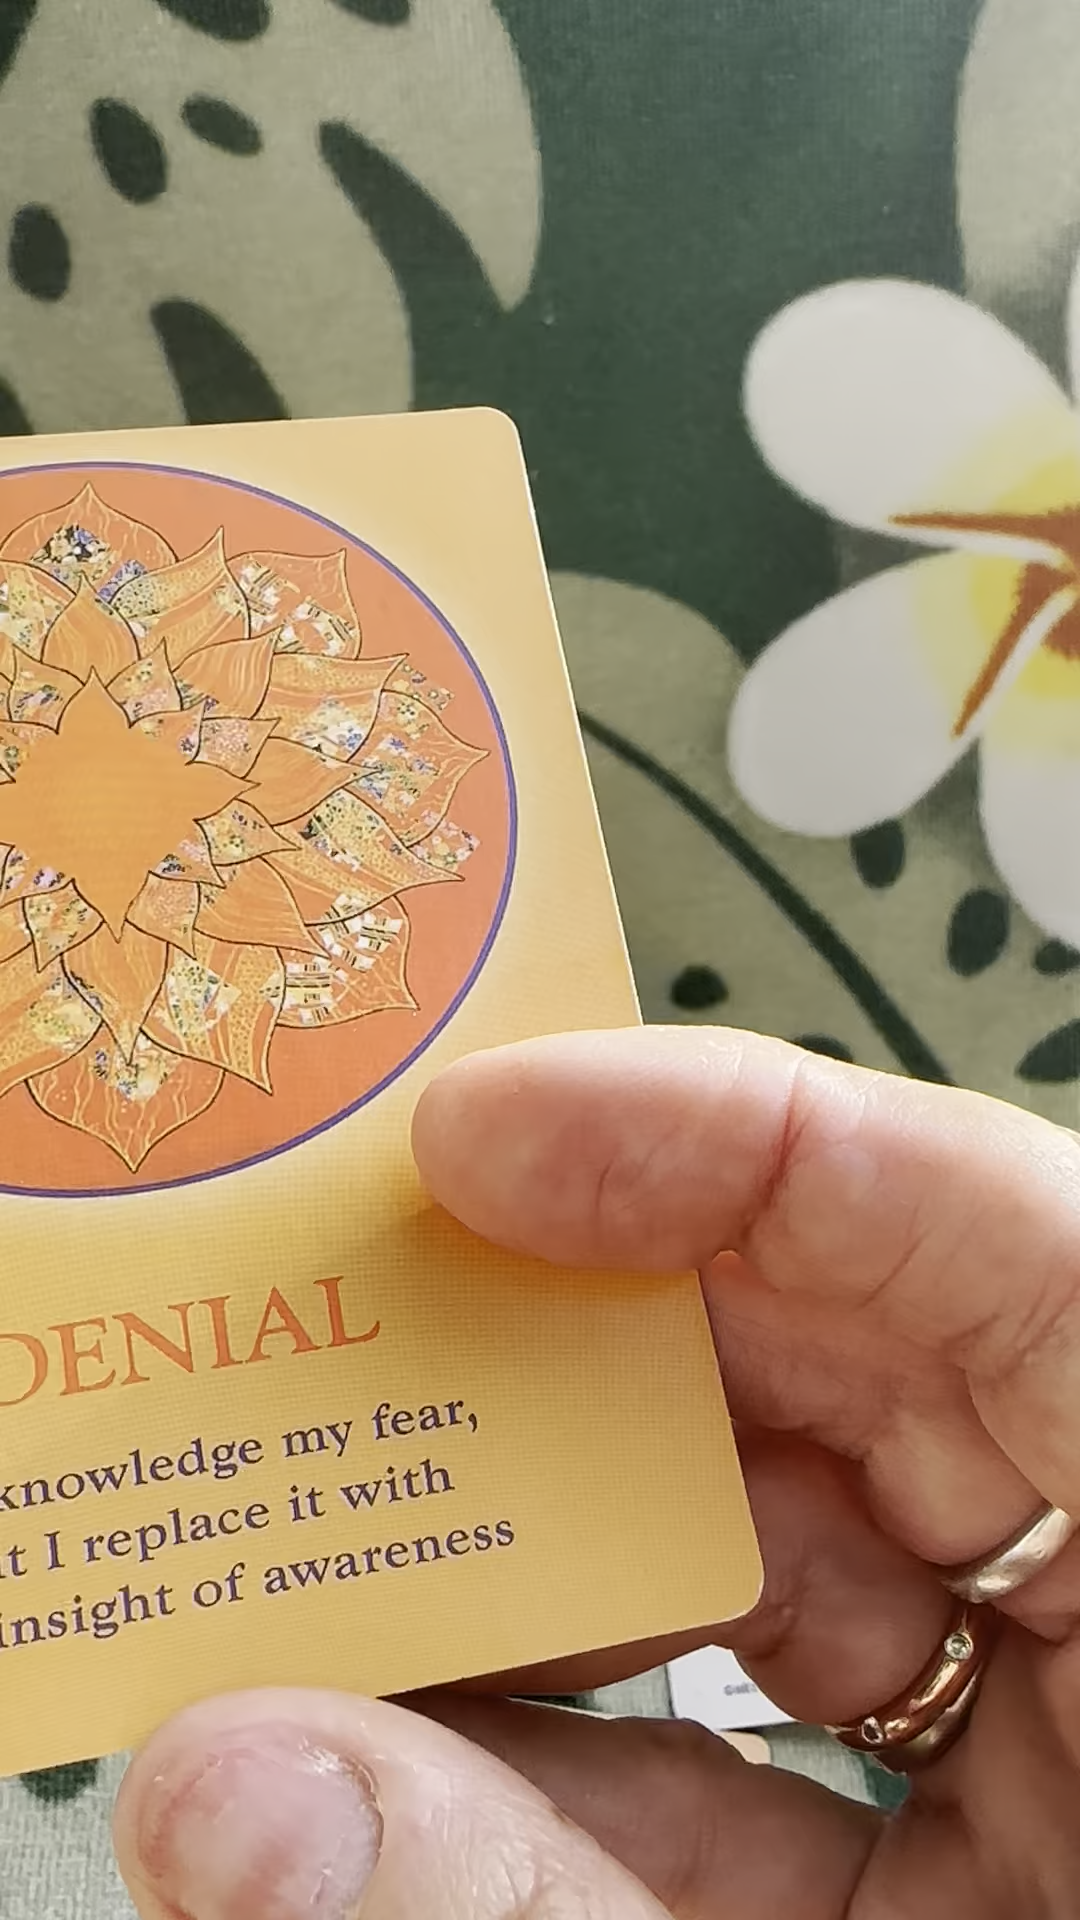 DENIAL
knowledge my fear,
t I replace it with
insight of awareness